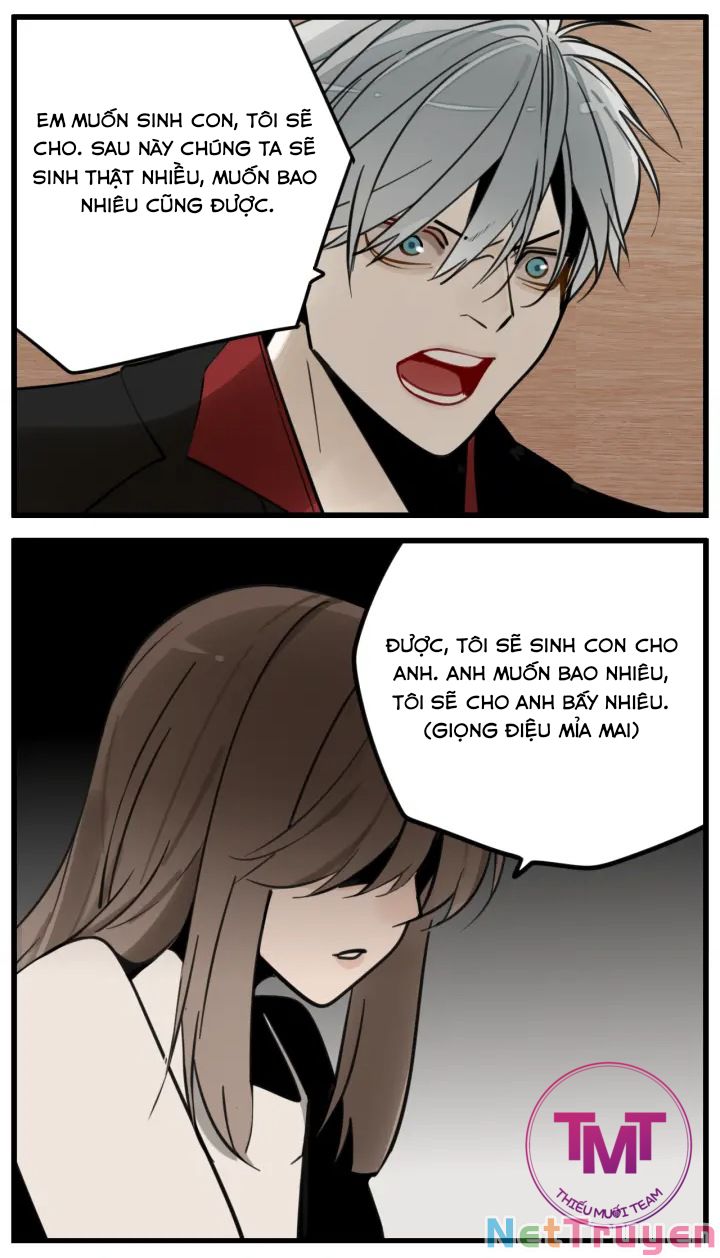 EM MUỐN SINH CON, TÔI SẼ
CHO. SAU NÀY CHÚNG TA SẼ
SINH THẬT NHIỀU, MUỐN BAO
NHIÊU CŨNG ĐƯỢC.
ĐƯỢC, TÔI SẼ SINH CON CHO
ANH. ANH MUỐN BAO NHIÊU,
TÔI SẼ CHO ANH BẤY NHIÊU.
(GIỌNG ĐIỆU MỈA MAI)
TMT
THIẾU MUỐI TEAM
NetTruyen